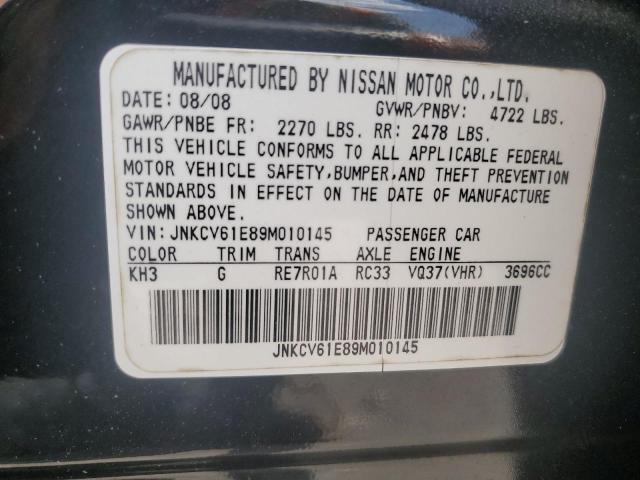 MANUFACTURED BY NISSAN MOTOR CO.,LTD.
DATE: 08/08 GVWR/PNBV: 4722 LBS.
GAWR/PNBE FR: 2270 LBS. RR: 2478 LBS.
THIS VEHICLE CONFORMS TO ALL APPLICABLE FEDERAL
MOTOR VEHICLE SAFETY,BUMPER,AND THEFT PREVENTION
STANDARDS IN EFFECT ON THE DATE OF MANUFACTURE
SHOWN ABOVE.
VIN: JNKCV61E89M010145 PASSENGER CAR
COLOR TRIM TRANS AXLE ENGINE
KH3 G RE7R01A RC33 VQ37(VHR) 3696CC
JNKCV61E89M010145